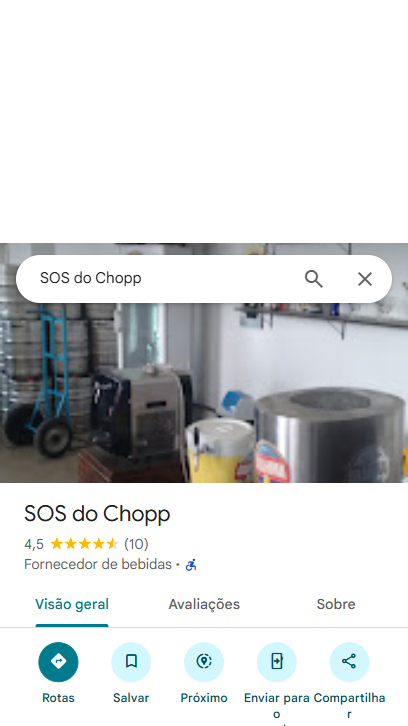 SOS do Chopp
SOS do Chopp
4,5 (10)
Fornecedor de bebidas ·
Visão geral Avaliações Sobre
Rotas Salvar Próximo Enviar para Compartilha
o r